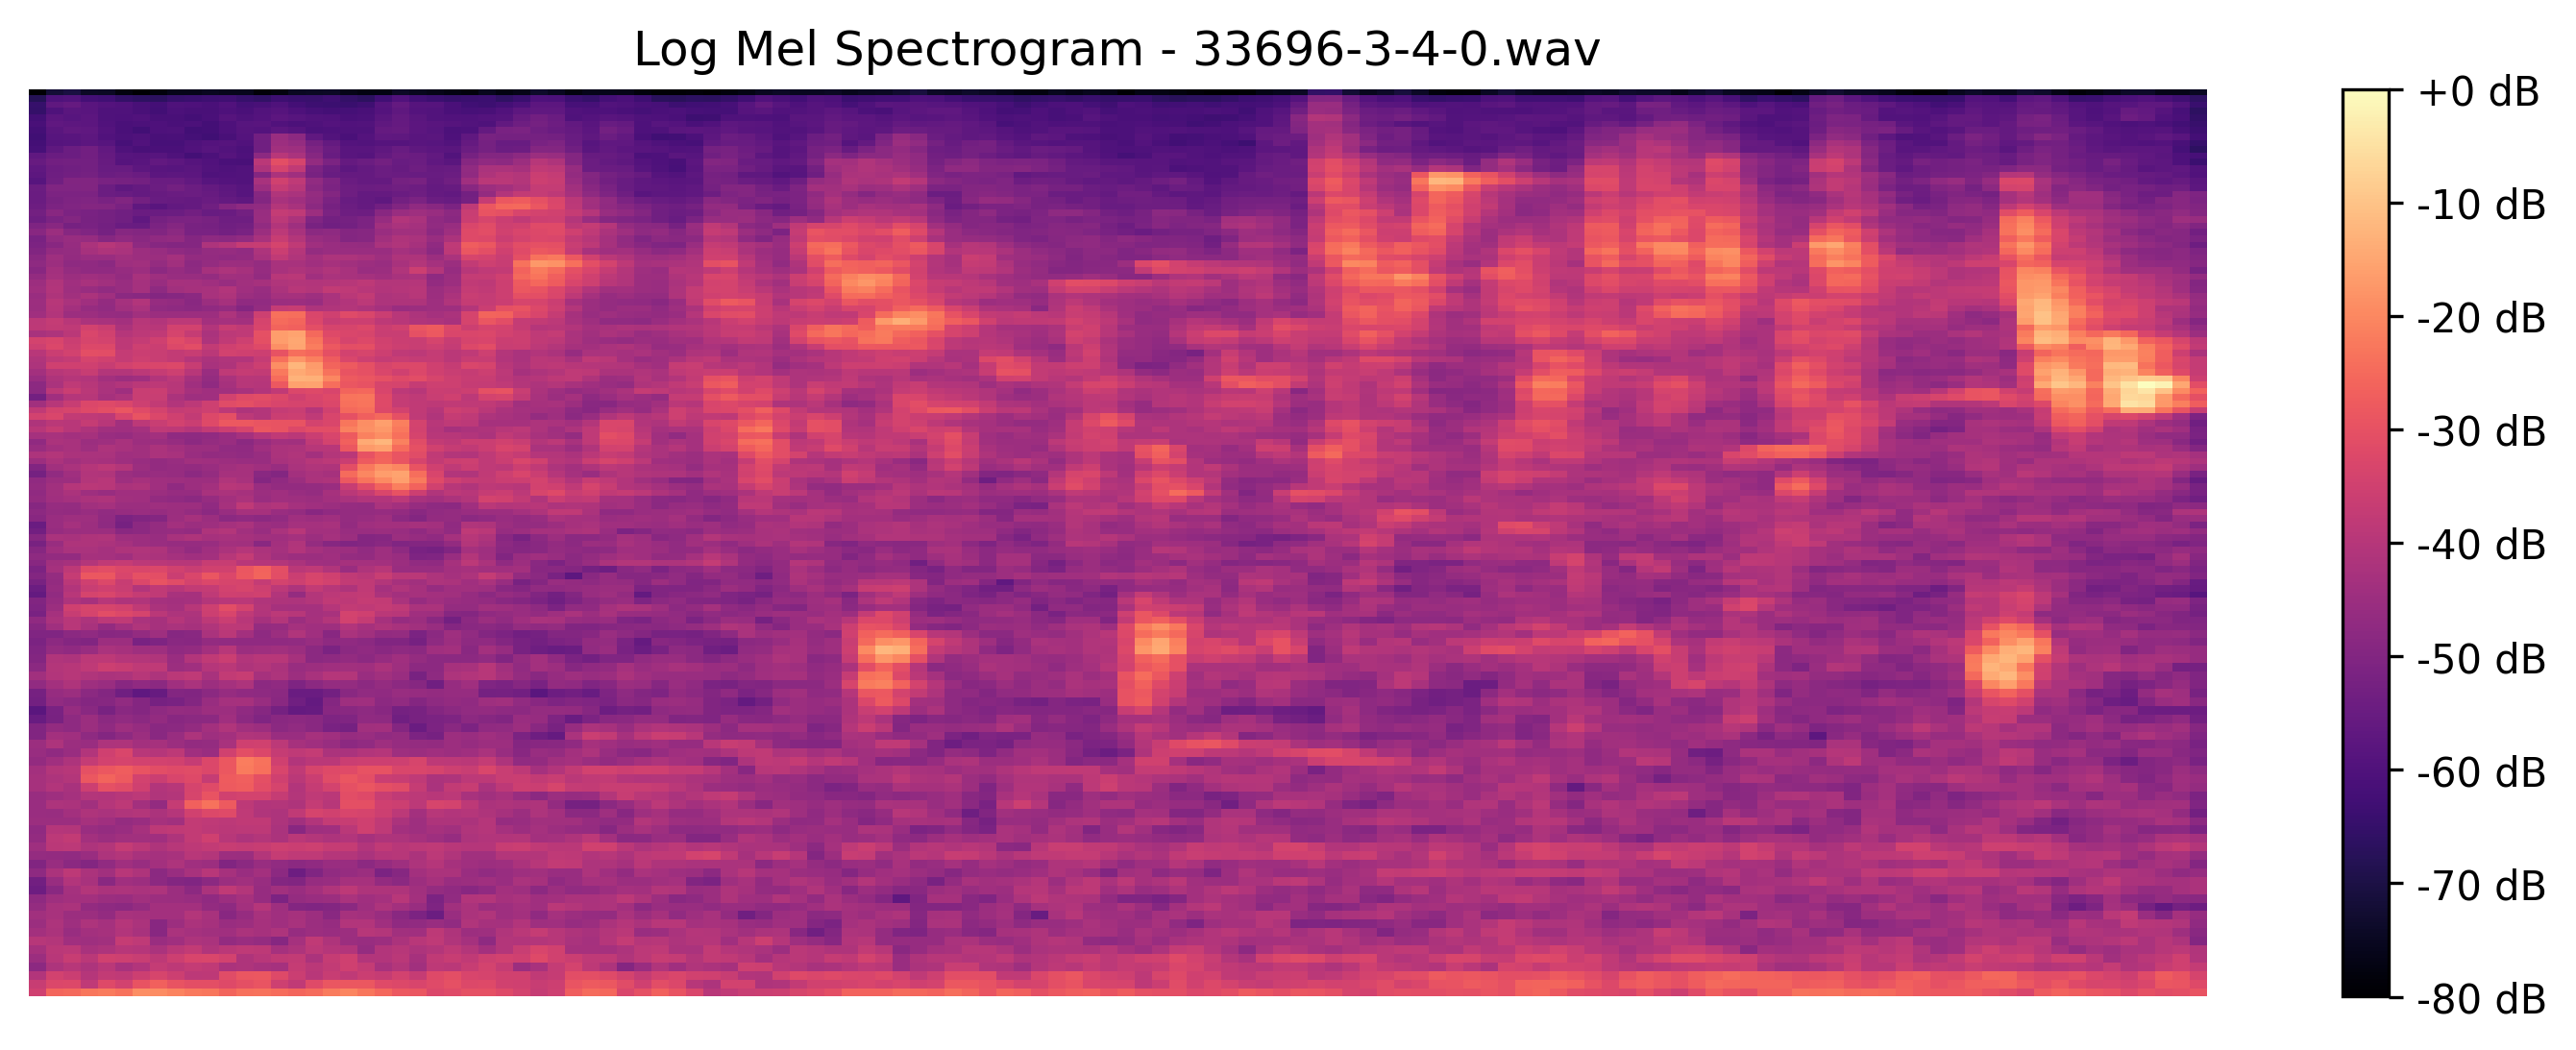 Log Mel Spectrogram - 33696-3-4-0.wav
+0 dB
-10 dB
-20 dB
-30 dB
-40 dB
-50 dB
-60 dB
-70 dB
-80 dB